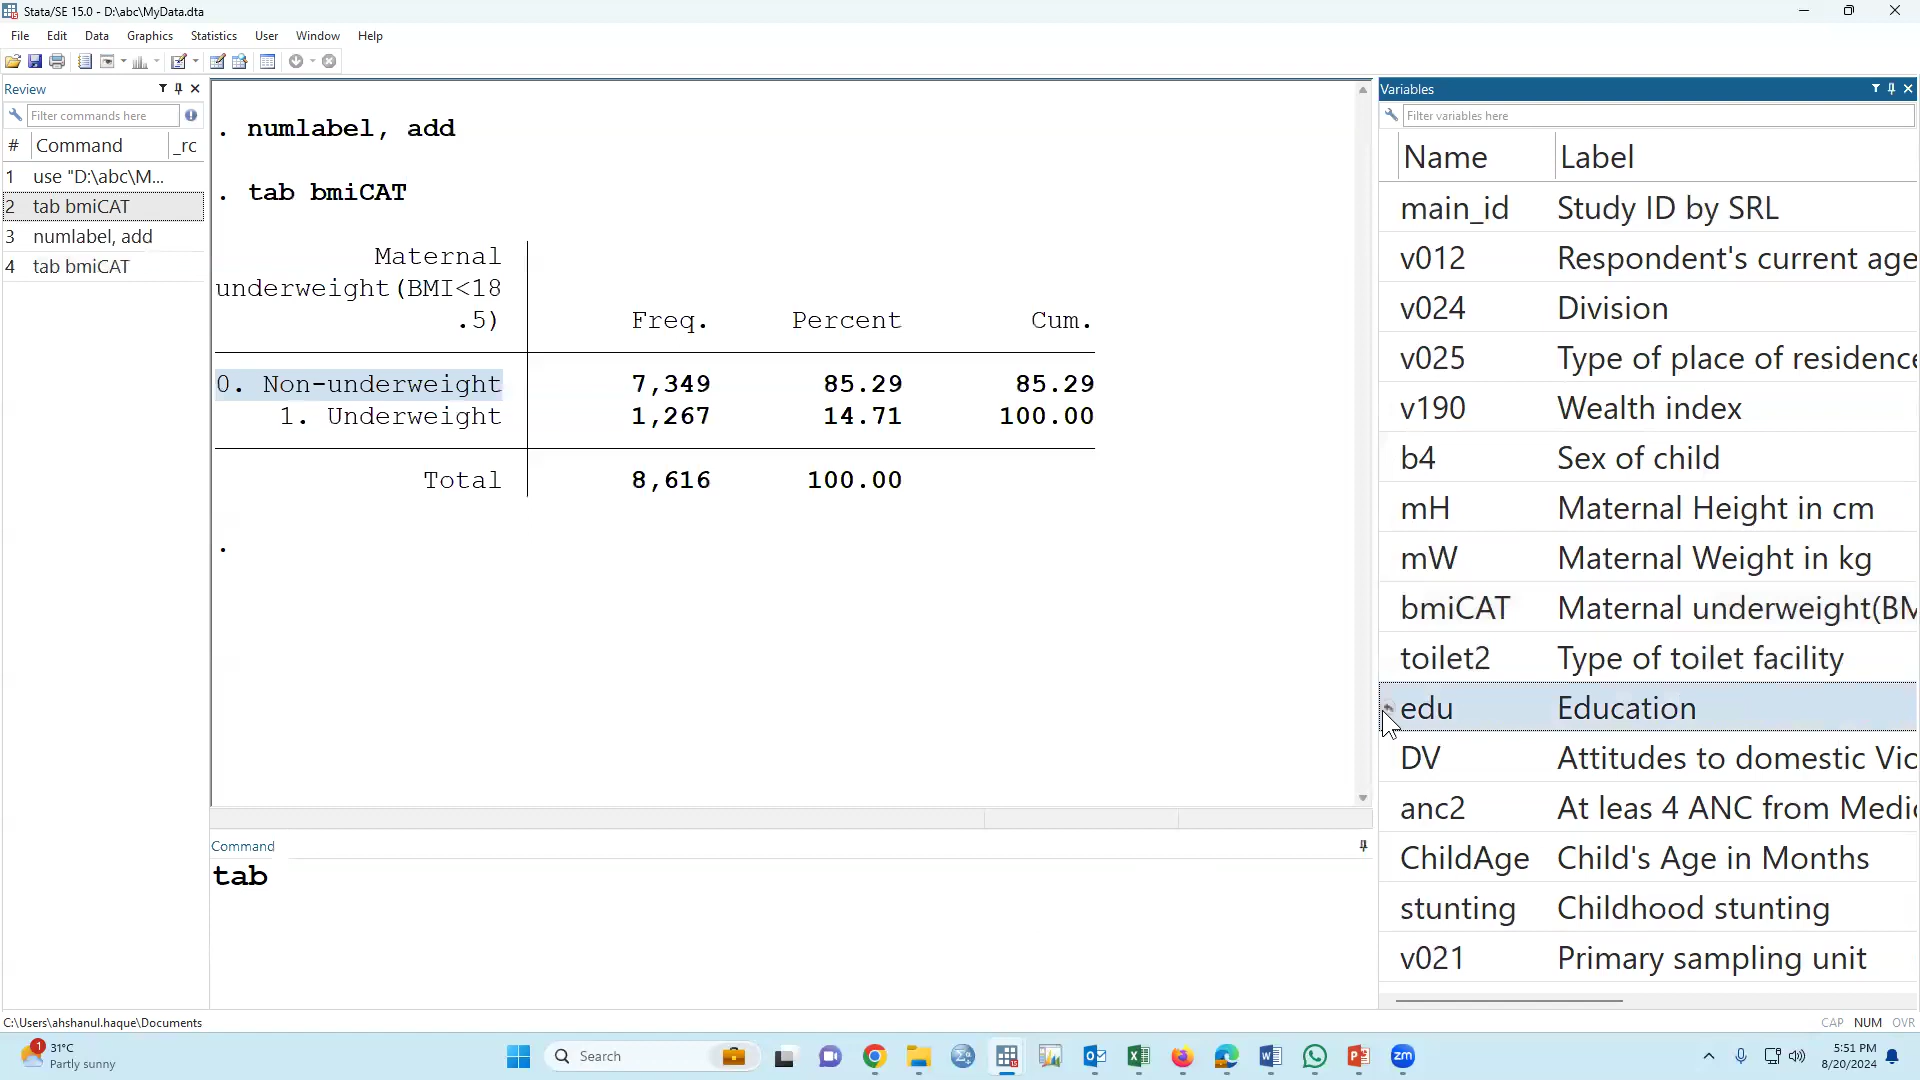 Stata/SE 15.0 - D:\abc\MyData.dta
File Edit Data Graphics Statistics User Window Help
Review
Filter commands here
# Command _rc
1 use "D:\abc\M...
2 tab bmiCAT
3 numlabel, add
4 tab bmiCAT
. numlabel, add
. tab bmiCAT
Maternal
underweight(BMI<18
.5) Freq. Percent Cum.
0. Non-underweight 7,349 85.29 85.29
1. Underweight 1,267 14.71 100.00
Total 8,616 100.00
.
Command
tab
Variables
Filter variables here
Name Label
main_id Study ID by SRL
v012 Respondent's current age
v024 Division
v025 Type of place of residence
v190 Wealth index
b4 Sex of child
mH Maternal Height in cm
mW Maternal Weight in kg
bmiCAT Maternal underweight(BM
toilet2 Type of toilet facility
edu Education
DV Attitudes to domestic Vic
anc2 At leas 4 ANC from Medic
ChildAge Child's Age in Months
stunting Childhood stunting
v021 Primary sampling unit
C:\Users\ahshanul.haque\Documents
CAP NUM OVR
1
31°C
Partly sunny
Search
zm
5:51 PM
8/20/2024